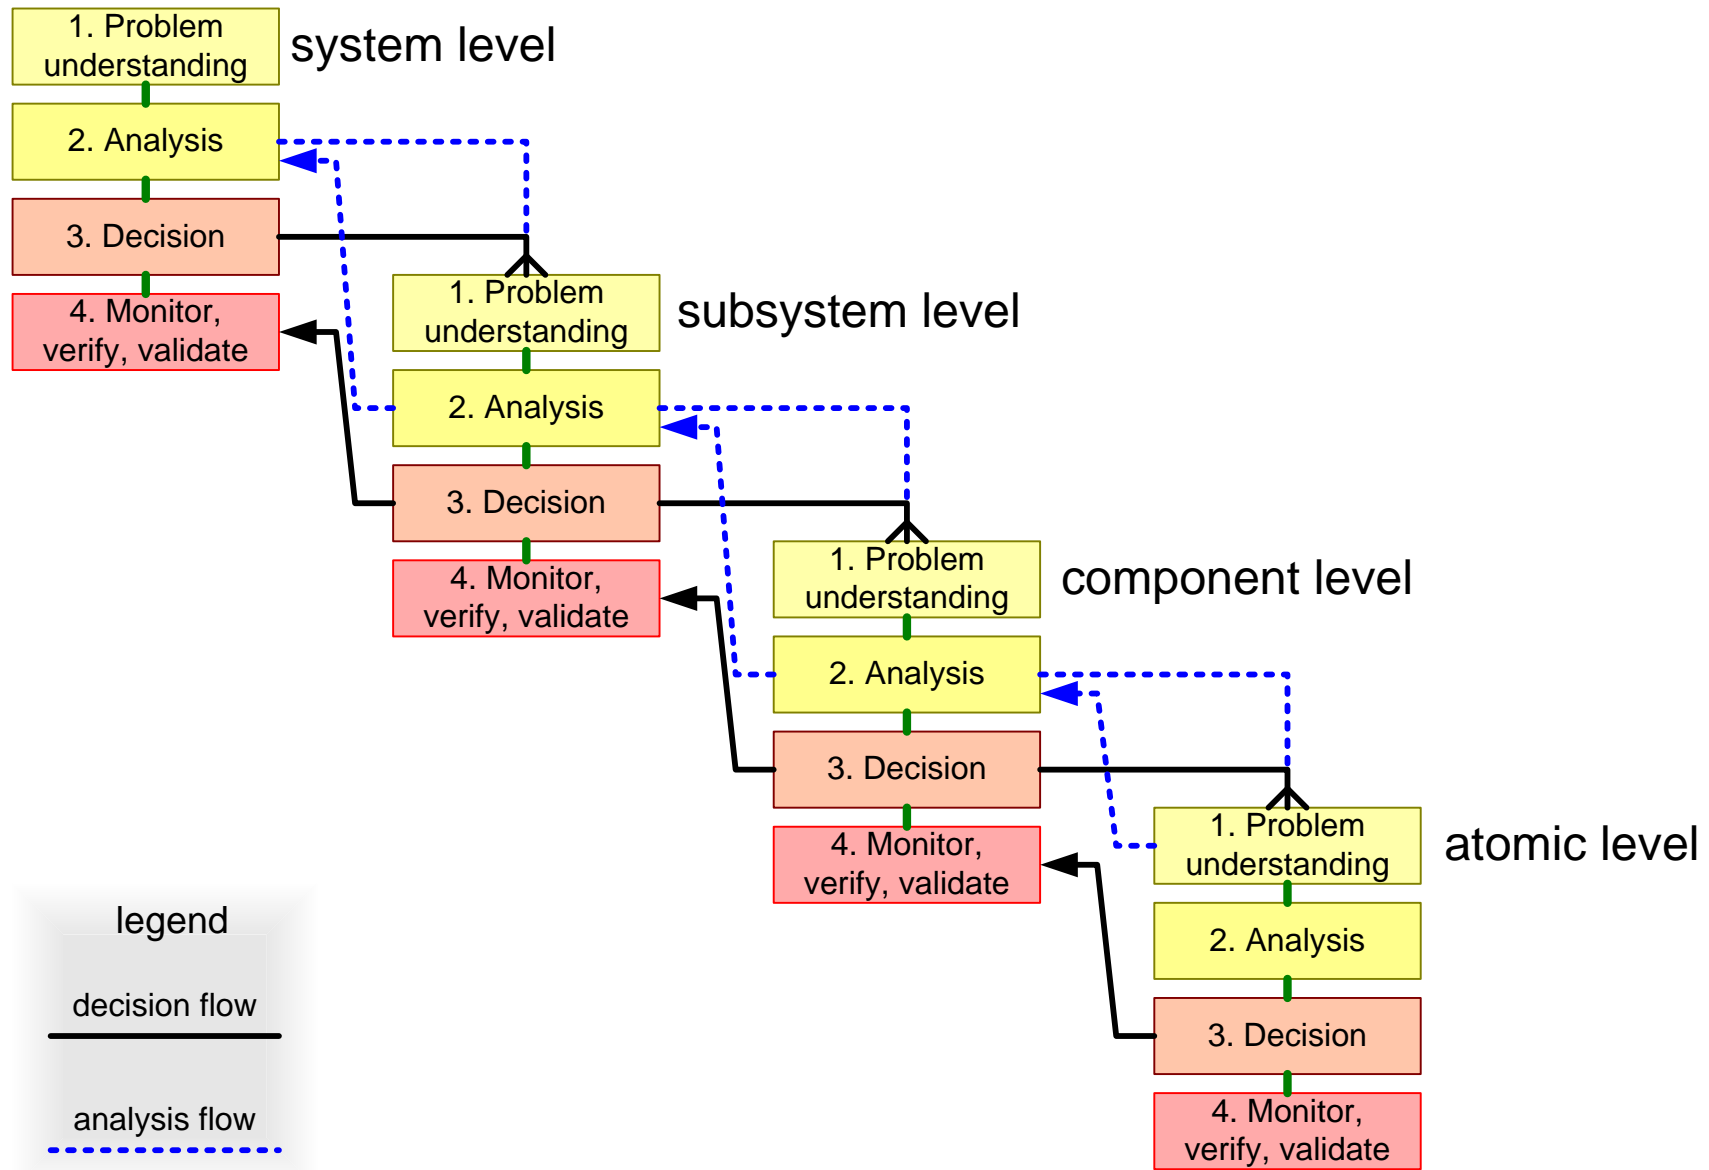 1. Problem
understanding
system level
2. Analysis
3. Decision
4. Monitor,
verify, validate
1. Problem
understanding
subsystem level
2. Analysis
3. Decision
4. Monitor,
verify, validate
1. Problem
understanding
component level
2. Analysis
3. Decision
4. Monitor,
verify, validate
1. Problem
understanding
atomic level
2. Analysis
3. Decision
4. Monitor,
verify, validate
legend
decision flow
analysis flow